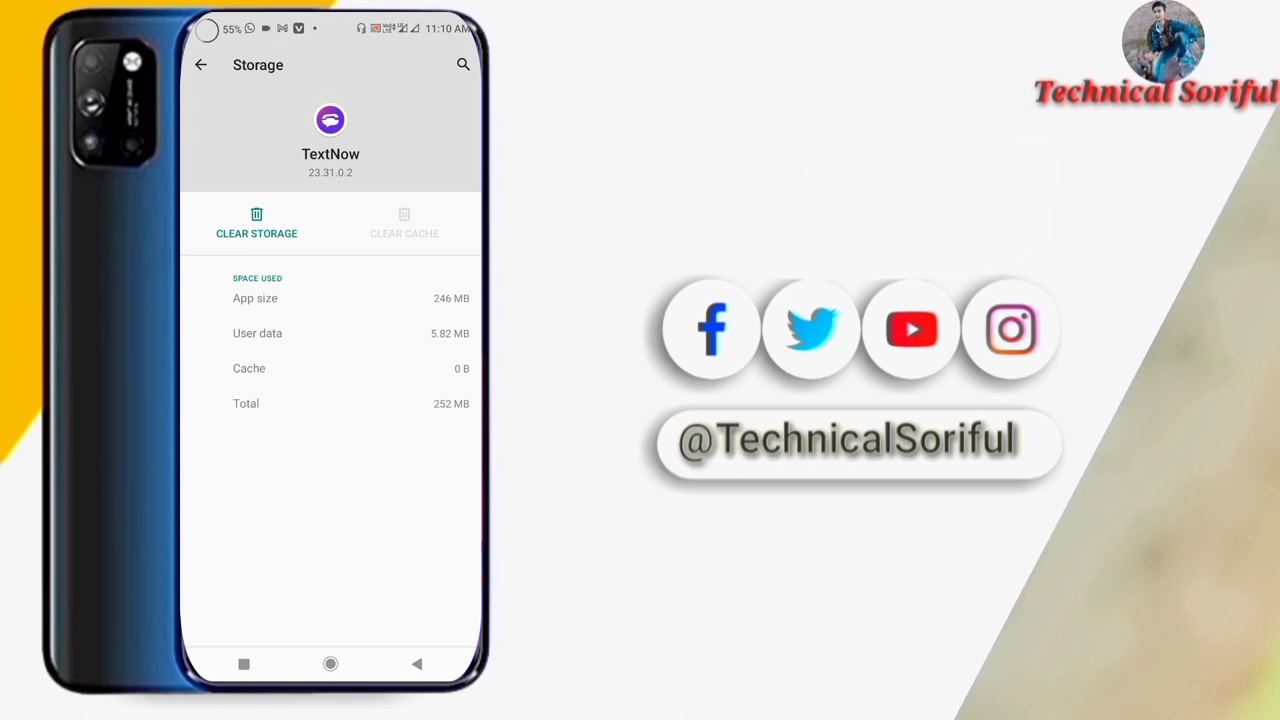 55% 11:10 AM
Storage
TextNow
23.31.0.2
CLEAR STORAGE CLEAR CACHE
SPACE USED
App size 246 MB
User data 5.82 MB
Cache 0 B
Total 252 MB
Technical Soriful
@TechnicalSoriful